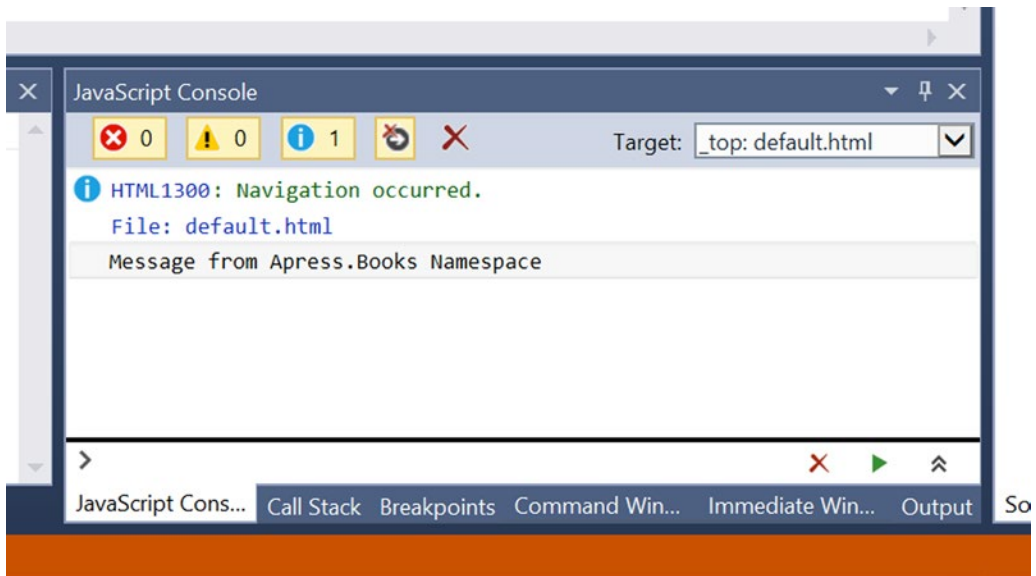 JavaScript Console
0 0 1 Target: _top: default.html
HTML1300: Navigation occurred.
File: default.html
Message from Apress.Books Namespace
JavaScript Cons... Call Stack Breakpoints Command Win... Immediate Win... Output So